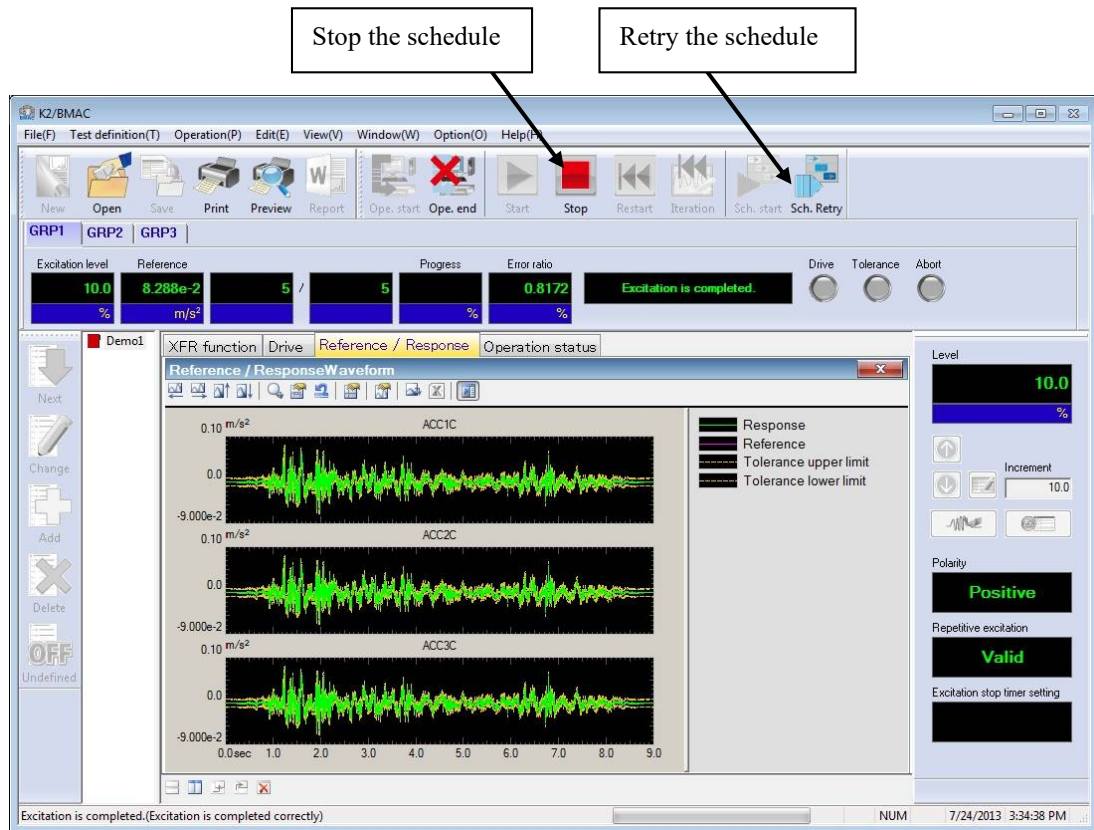 Stop the schedule
Retry the schedule
K2/BMAC
File(F) Test definition(T) Operation(P) Edit(E) View(V) Window(W) Option(O) Help(H)
New Open Save Print Preview Report Ope. start Ope. end Start Stop Restart Iteration Sch. start Sch. Retry
GRP1 GRP2 GRP3
Excitation level Reference Progress Error ratio Drive Tolerance Abort
10.0 8.288e-2 5 / 5 0.8172 Excitation is completed.
% m/s² % %
Demo1
XFR function Drive Reference / Response Operation status
Reference / ResponseWaveform
Next
Change
Add
Delete
OFF
Undefined
0.10 m/s² ACC1C
0.0
-9.000e-2
0.10 m/s² ACC2C
0.0
-9.000e-2
0.10 m/s² ACC3C
0.0
-9.000e-2
0.0sec 1.0 2.0 3.0 4.0 5.0 6.0 7.0 8.0 9.0
Response
Reference
Tolerance upper limit
Tolerance lower limit
Level
10.0
%
Increment
10.0
Polarity
Positive
Repetitive excitation
Valid
Excitation stop timer setting
Excitation is completed.(Excitation is completed correctly) NUM 7/24/2013 3:34:38 PM